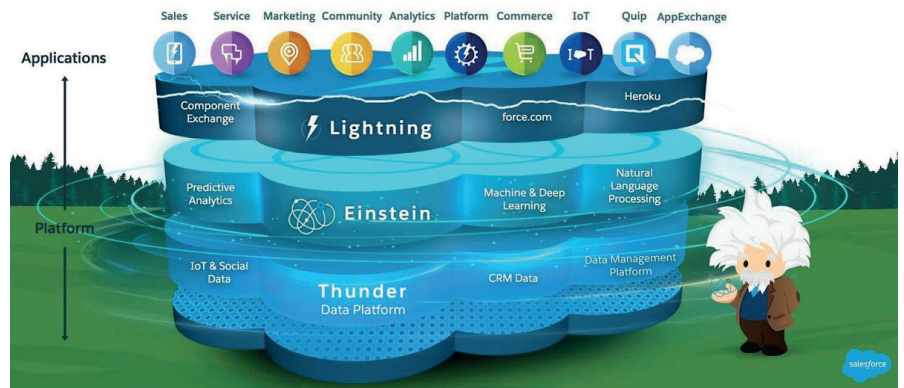 Sales Service Marketing Community Analytics Platform Commerce IoT Quip AppExchange
I T
Applications
Component
Exchange
Lightning
force.com
Heroku
Predictive
Analytics
Einstein
Machine & Deep
Learning
Natural
Language
Processing
Platform
IoT & Social
Data
Thunder
Data Platform
CRM Data
Data Management
Platform
salesforce